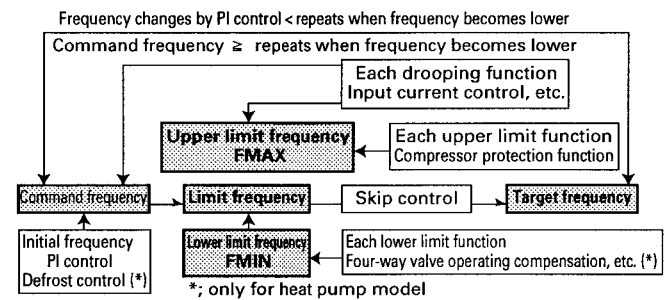 Frequency changes by PI control < repeats when frequency becomes lower
Command frequency ≧ repeats when frequency becomes lower
Each drooping function
Input current control, etc.
Upper limit frequency
FMAX
Each upper limit function
Compressor protection function
Command frequency
Limit frequency
Skip control
Target frequency
Initial frequency
PI control
Defrost control (*)
Lower limit frequency
FMIN
Each lower limit function
Four-way valve operating compensation, etc. (*)
*; only for heat pump model